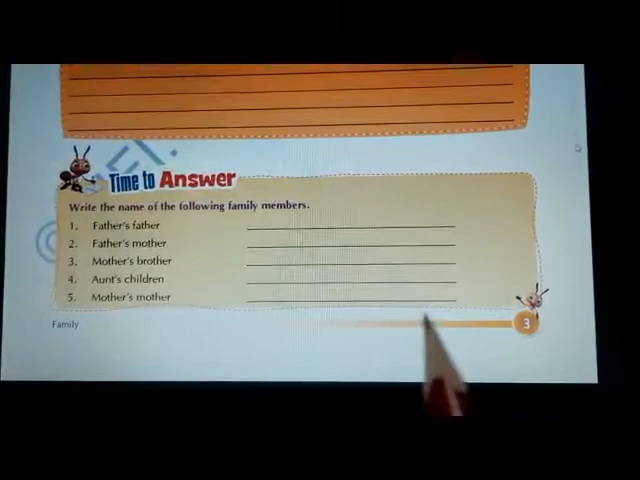 Time to Answer
Write the name of the following family members.
1. Father's father
2. Father's mother
3. Mother's brother
4. Aunt's children
5. Mother's mother
Family
3